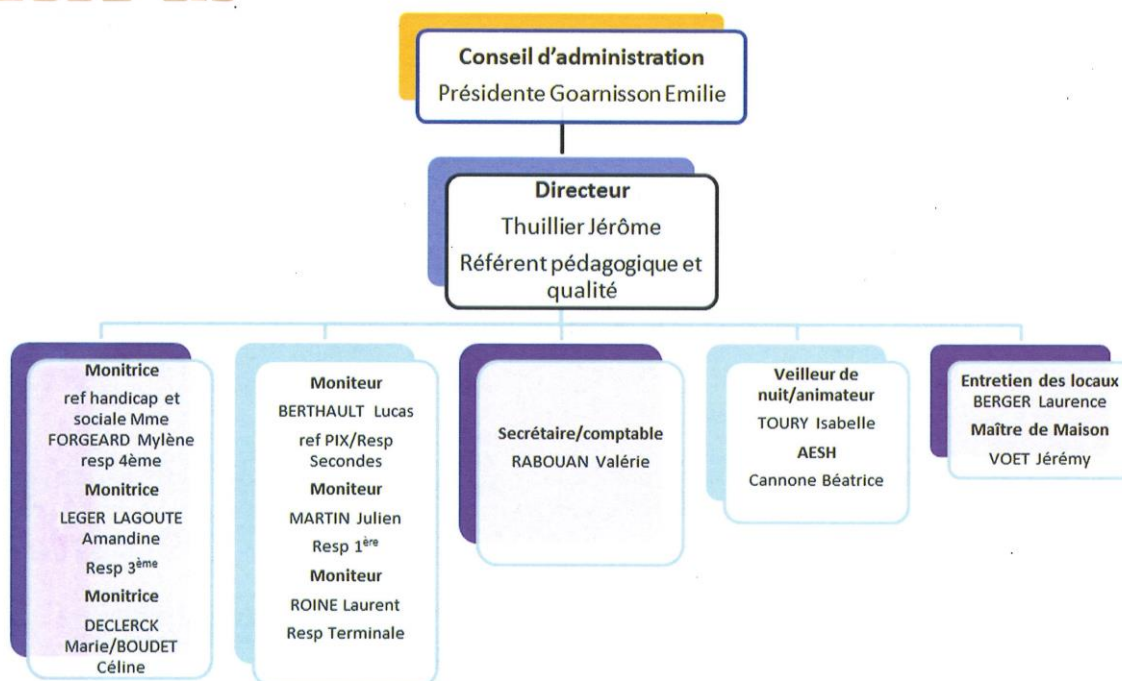 Conseil d'administration
Présidente Goarnisson Emilie
Directeur
Thuillier Jérôme
Référent pédagogique et
qualité
Monitrice
ref handicap et
sociale Mme
FORGEARD Mylène
resp 4ème
Monitrice
LEGER LAGOUTE
Amandine
Resp 3ème
Monitrice
DECLERCK
Marie/BOUDET
Céline
Moniteur
BERTHAULT Lucas
ref PIX/Resp
Secondes
Moniteur
MARTIN Julien
Resp 1ère
Moniteur
ROINE Laurent
Resp Terminale
Secrétaire/comptable
RABOUAN Valérie
Veilleur de
nuit/animateur
TOURY Isabelle
AESH
Cannone Béatrice
Entretien des locaux
BERGER Laurence
Maître de Maison
VOET Jérémy